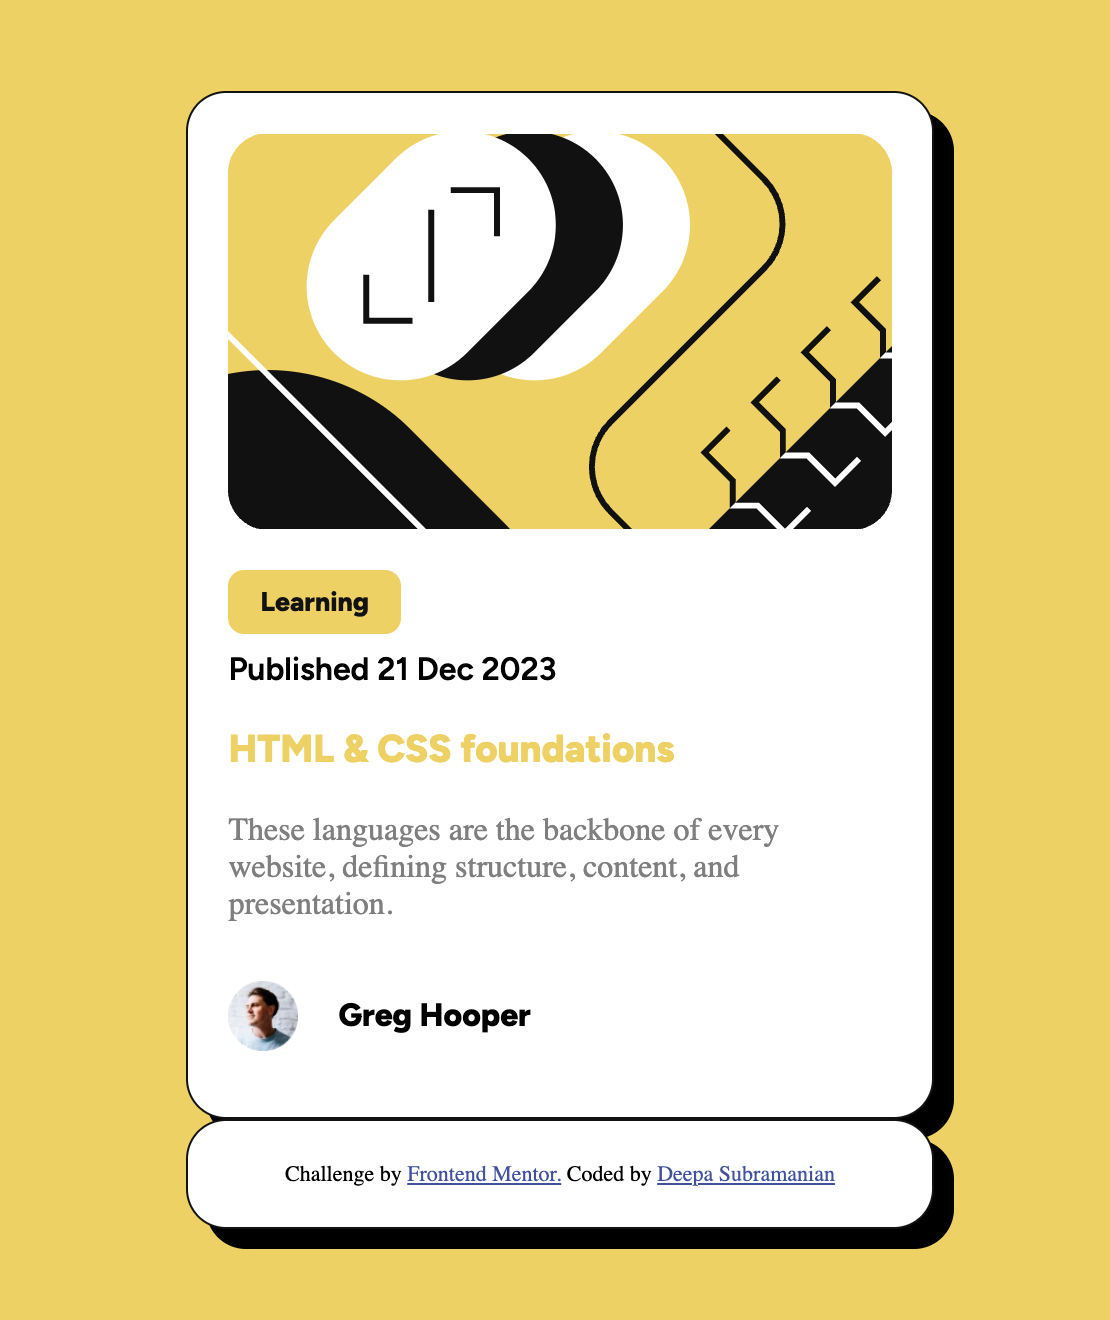 Learning
Published 21 Dec 2023
HTML & CSS foundations
These languages are the backbone of every
website, defining structure, content, and
presentation.
Greg Hooper
Challenge by Frontend Mentor. Coded by Deepa Subramanian